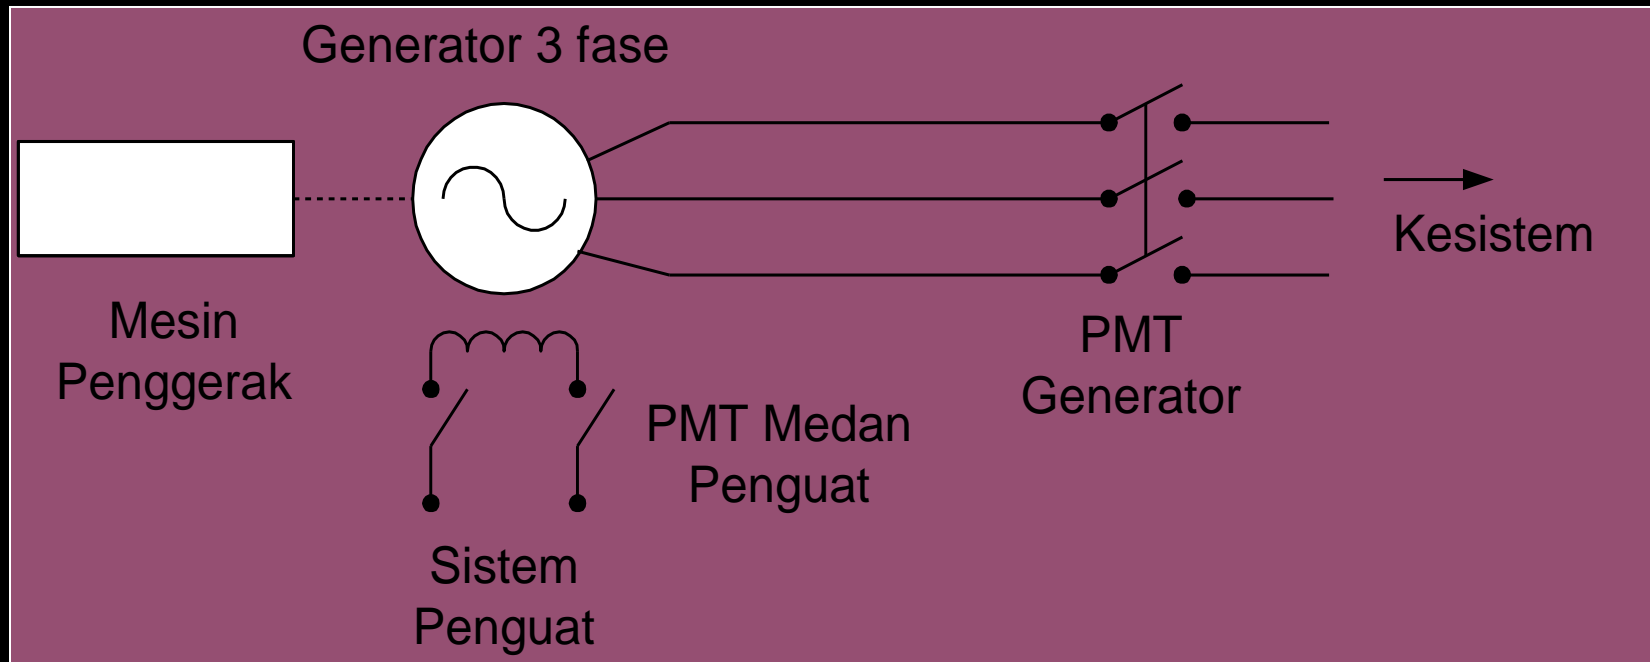 Generator 3 fase
Kesistem
Mesin
Penggerak
PMT
Generator
PMT Medan
Penguat
Sistem
Penguat